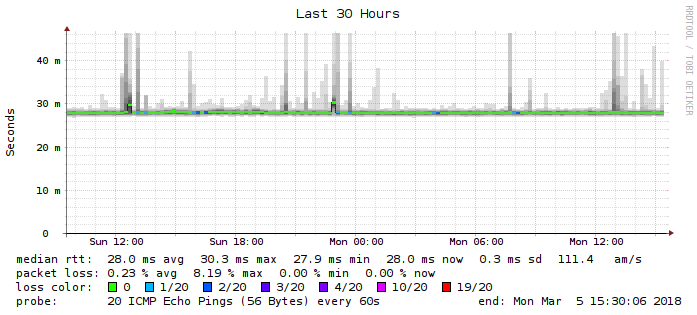 Last 30 Hours
RRDTOOL / TOBI OETIKER
Seconds
40 m
30 m
20 m
10 m
0
Sun 12:00 Sun 18:00 Mon 00:00 Mon 06:00 Mon 12:00
median rtt: 28.0 ms avg 30.3 ms max 27.9 ms min 28.0 ms now 0.3 ms sd 111.4 am/s
packet loss: 0.23 % avg 8.19 % max 0.00 % min 0.00 % now
loss color: 0 1/20 2/20 3/20 4/20 10/20 19/20
probe: 20 ICMP Echo Pings (56 Bytes) every 60s end: Mon Mar 5 15:30:06 2018